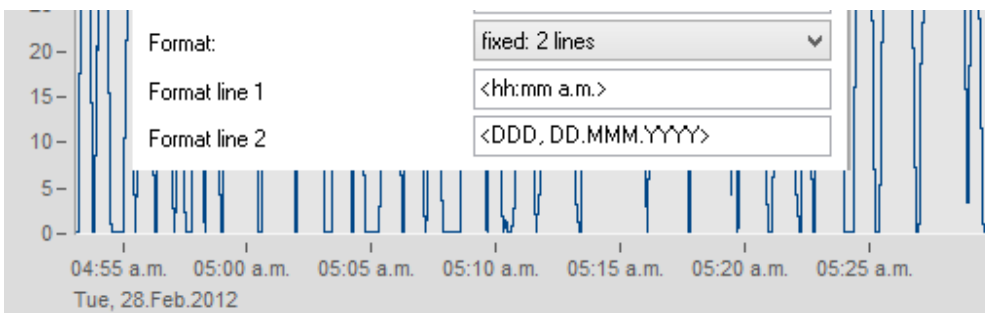 20
Format: fixed: 2 lines
15
Format line 1 <hh:mm a.m.>
10
Format line 2 <DDD, DD.MMM.YYYY>
5
0
04:55 a.m. 05:00 a.m. 05:05 a.m. 05:10 a.m. 05:15 a.m. 05:20 a.m. 05:25 a.m.
Tue, 28.Feb.2012